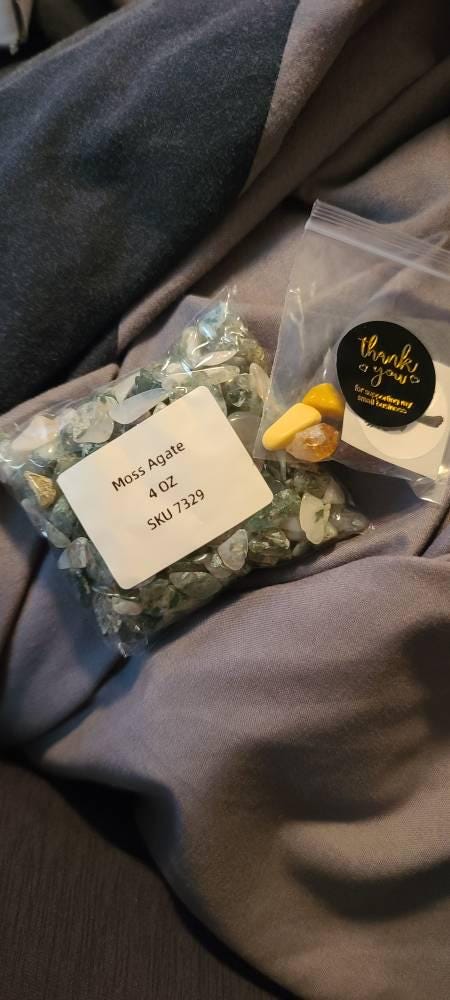 Moss Agate
4 OZ
SKU 7329
thank
you
for supporting my
small business